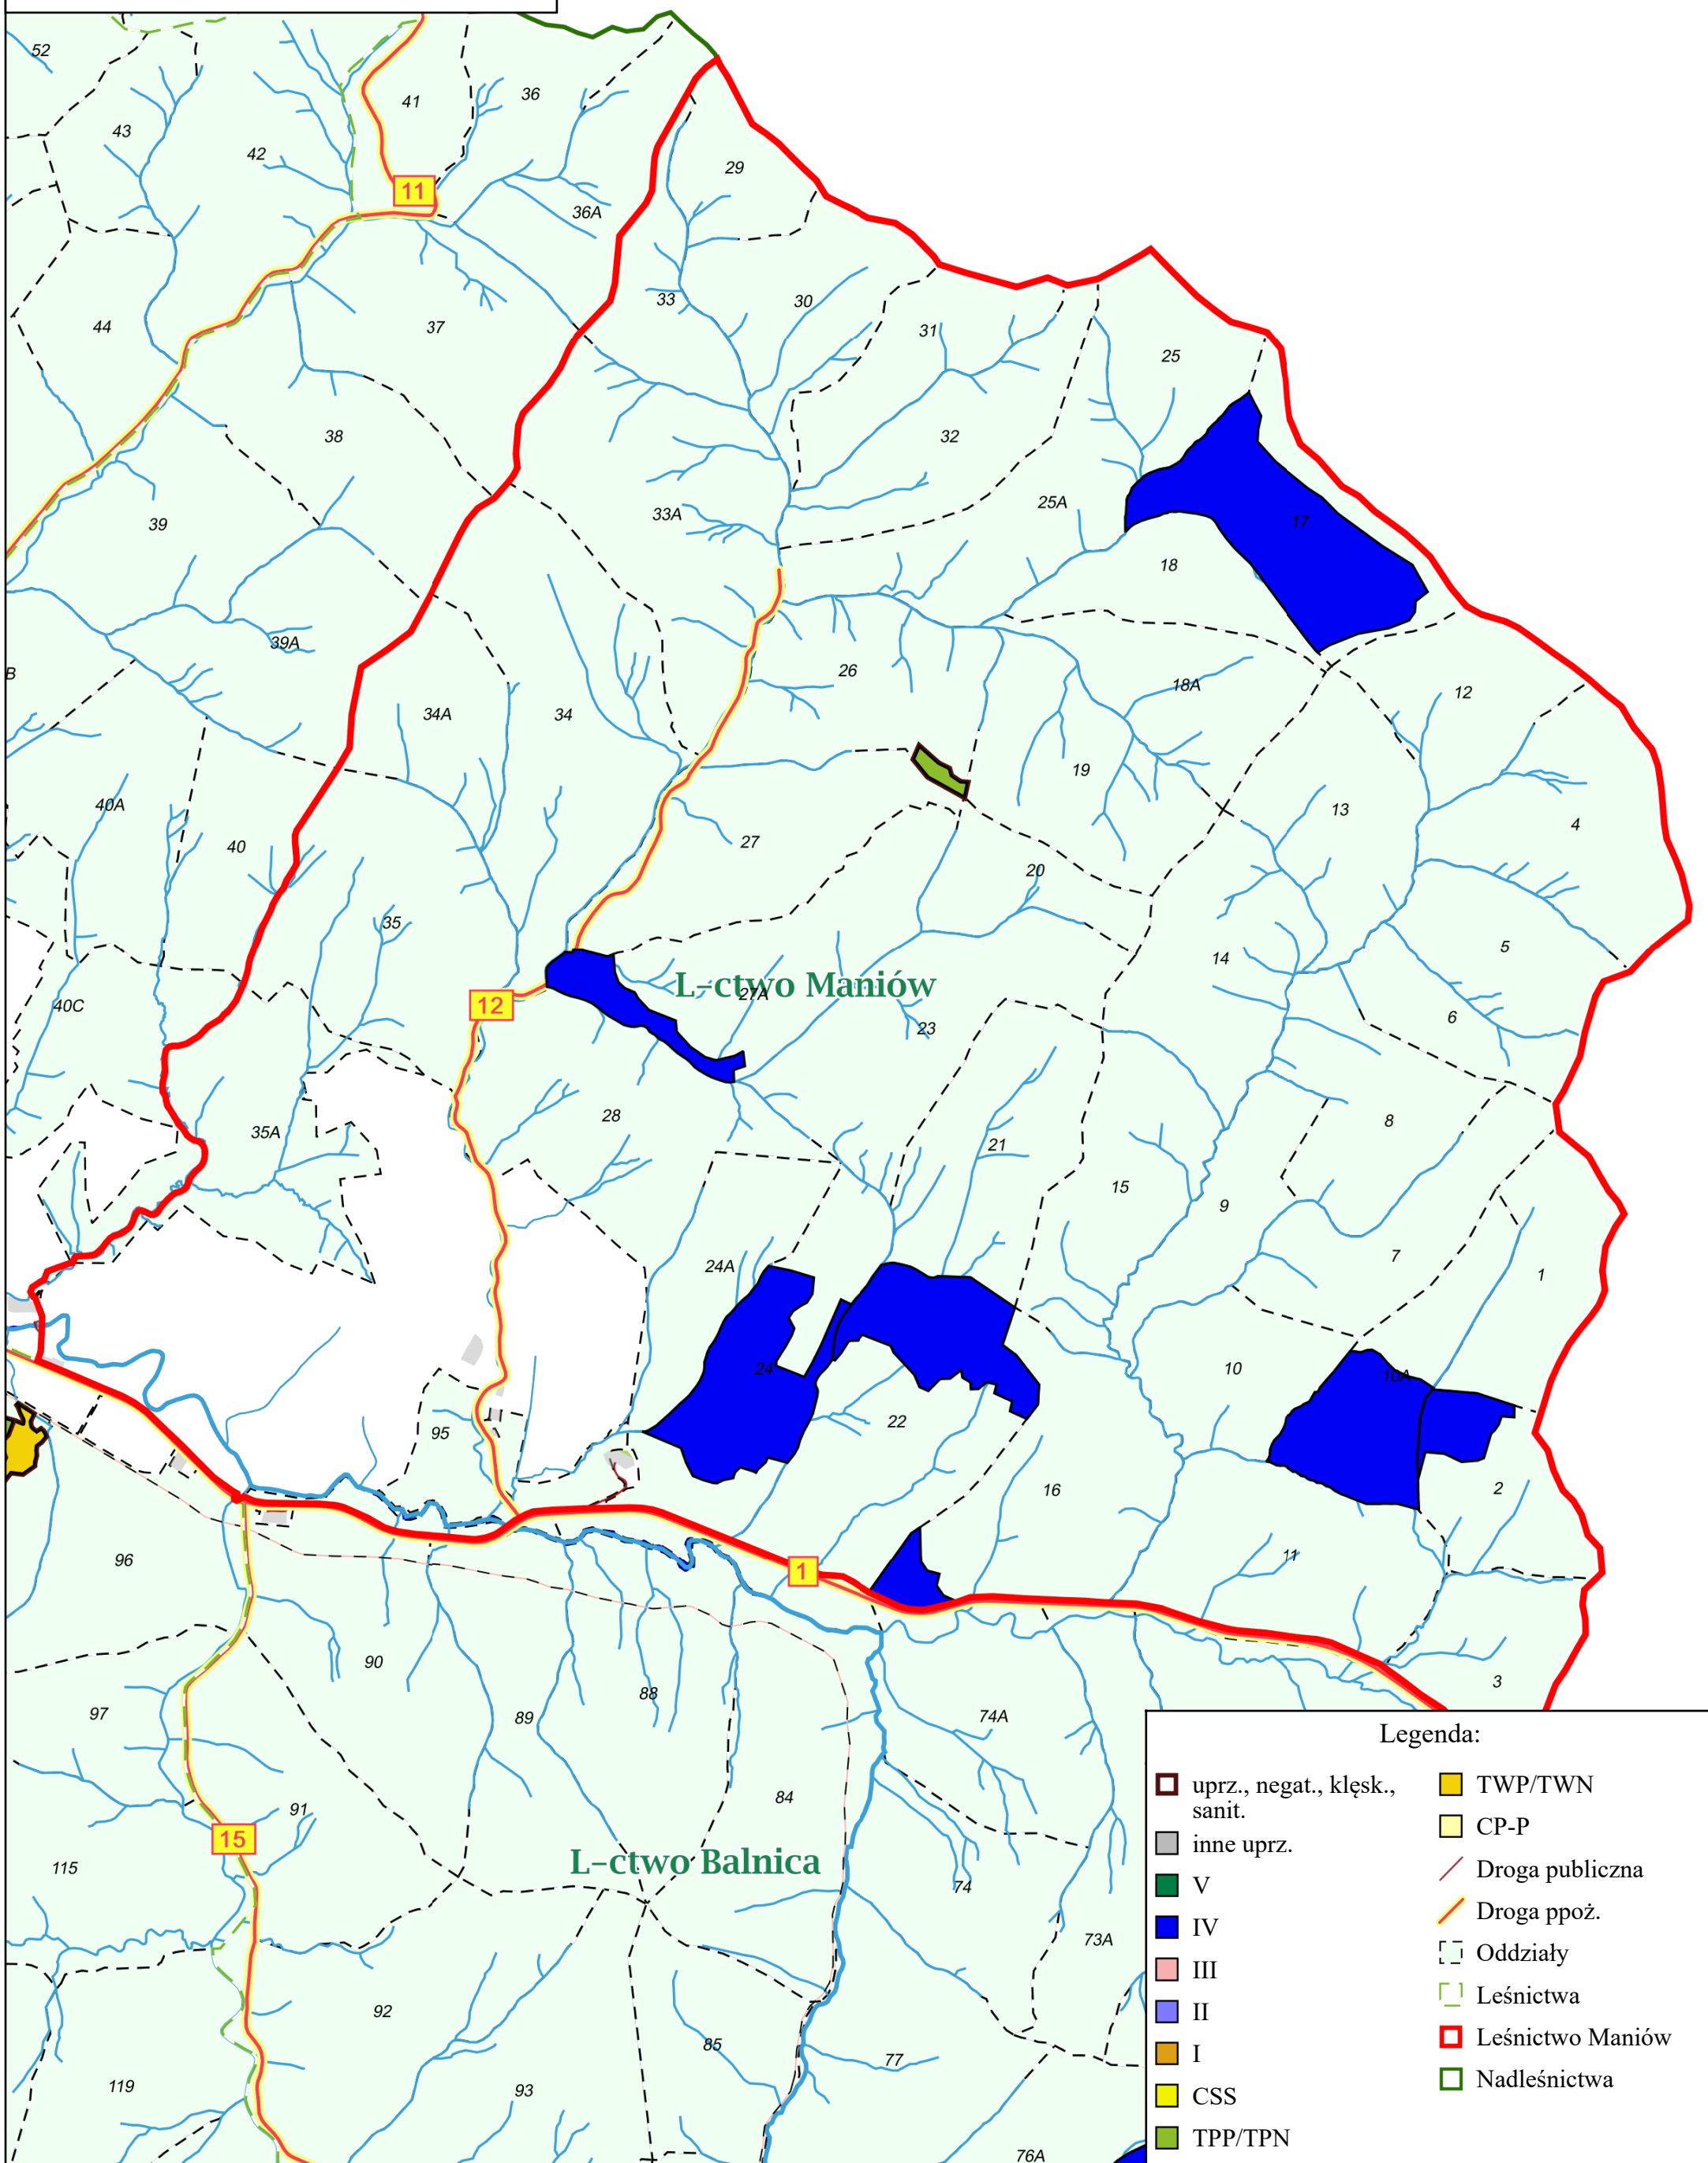 52
36
41
43
42
29
11
36A
33
30
44
37
31
25
38
32
25A
33A
17
39
18
39A
26
B
18A
12
34A
34
19
40A
13
4
40
27
20
35
5
14
L-ctwo Maniów
27A
12
40C
6
23
28
8
35A
21
15
9
7
24A
1
24
10
10A
22
95
2
16
11
96
1
90
3
88
97
89
74A
84
91
15
115
L-ctwo Balnica
74
73A
92
85
77
119
93
76A
Legenda:
uprz., negat., klęsk.,
sanit.
inne uprz.
V
IV
III
II
I
CSS
TPP/TPN
TWP/TWN
CP-P
Droga publiczna
Droga ppoż.
Oddziały
Leśnictwa
Leśnictwo Maniów
Nadleśnictwa